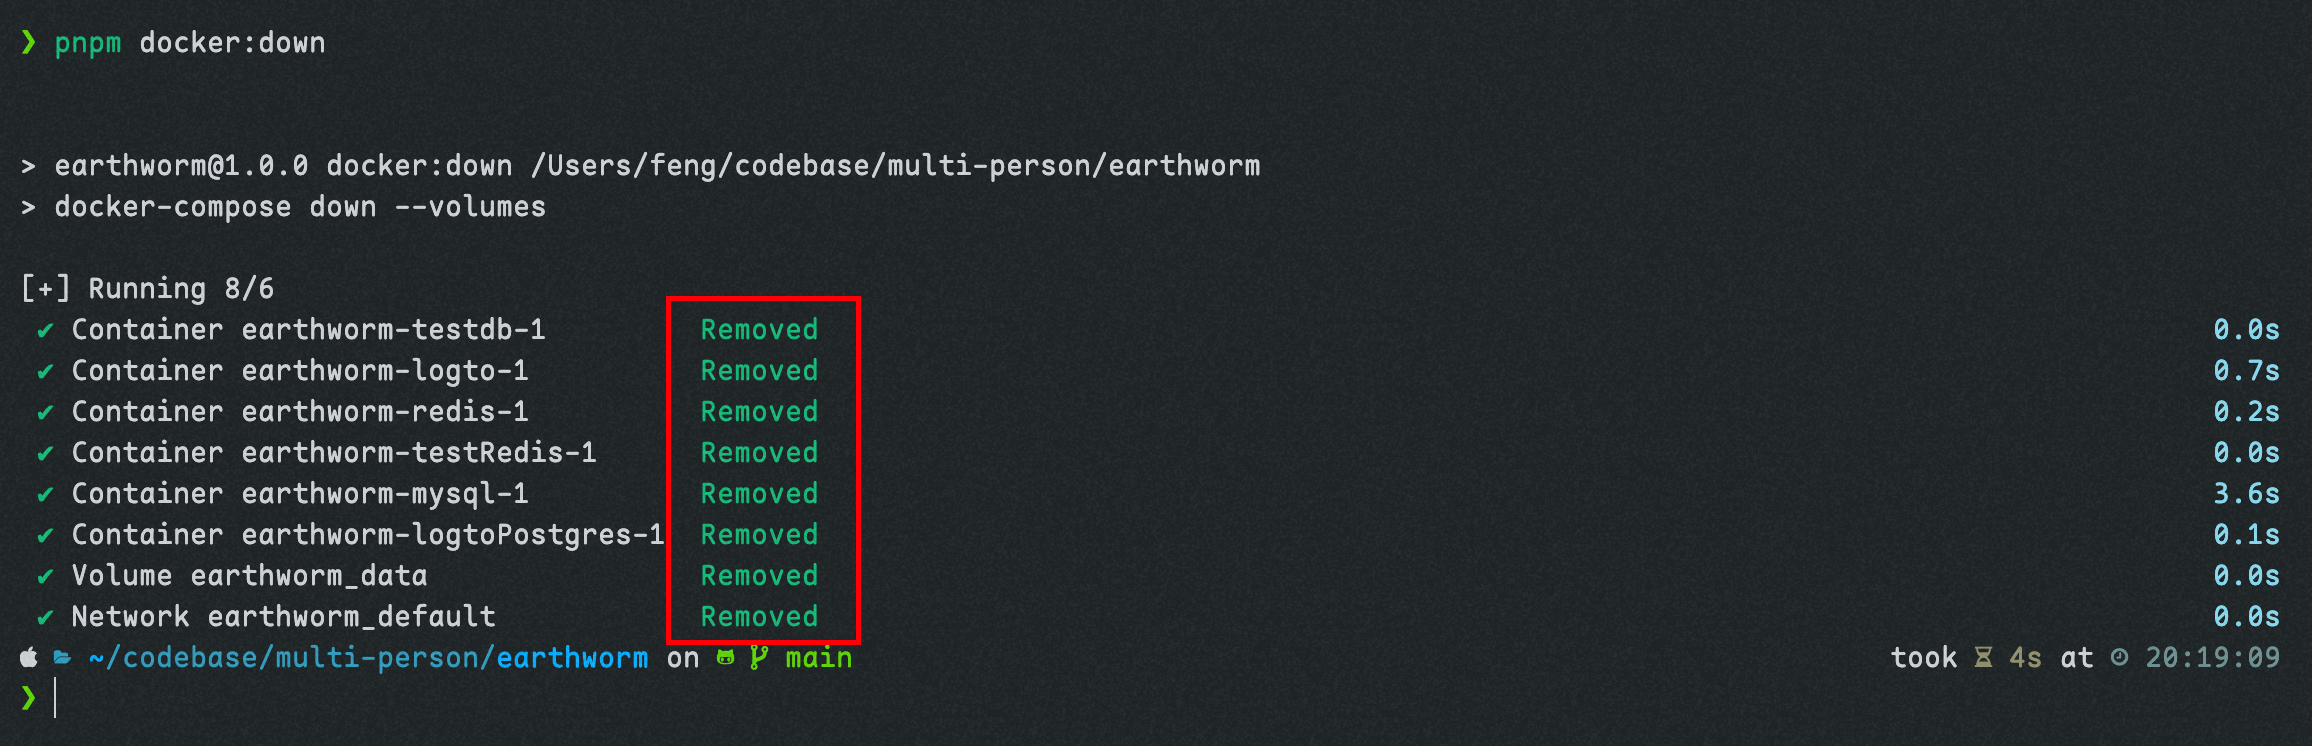 ❯ pnpm docker:down
> earthworm@1.0.0 docker:down /Users/feng/codebase/multi-person/earthworm
> docker-compose down --volumes
[+] Running 8/6
✔ Container earthworm-testdb-1 Removed 0.0s
✔ Container earthworm-logto-1 Removed 0.7s
✔ Container earthworm-redis-1 Removed 0.2s
✔ Container earthworm-testRedis-1 Removed 0.0s
✔ Container earthworm-mysql-1 Removed 3.6s
✔ Container earthworm-logtoPostgres-1 Removed 0.1s
✔ Volume earthworm_data Removed 0.0s
✔ Network earthworm_default Removed 0.0s
~/codebase/multi-person/earthworm on main took 4s at 20:19:09
❯